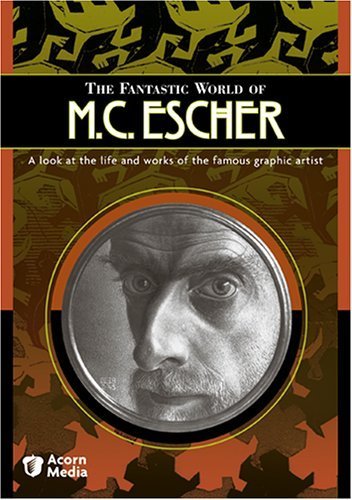 THE FANTASTIC WORLD OF
M.C. ESCHER
A look at the life and works of the famous graphic artist
Acorn
Media